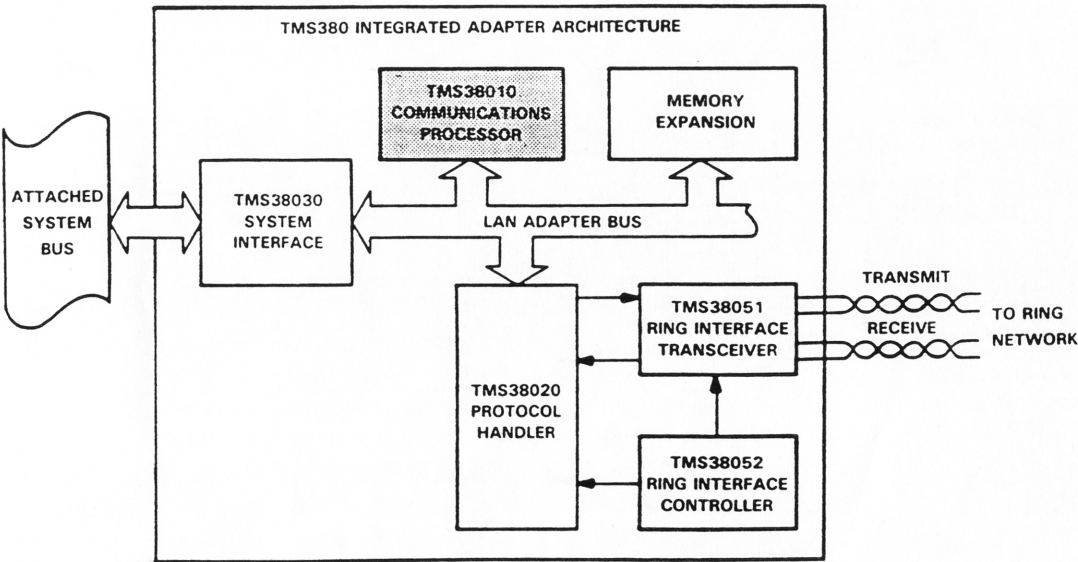 TMS380 INTEGRATED ADAPTER ARCHITECTURE
TMS38010
COMMUNICATIONS
PROCESSOR
MEMORY
EXPANSION
ATTACHED
SYSTEM
BUS
TMS38030
SYSTEM
INTERFACE
LAN ADAPTER BUS
TMS38020
PROTOCOL
HANDLER
TMS38051
RING INTERFACE
TRANSCEIVER
TRANSMIT
RECEIVE
TO RING
NETWORK
TMS38052
RING INTERFACE
CONTROLLER